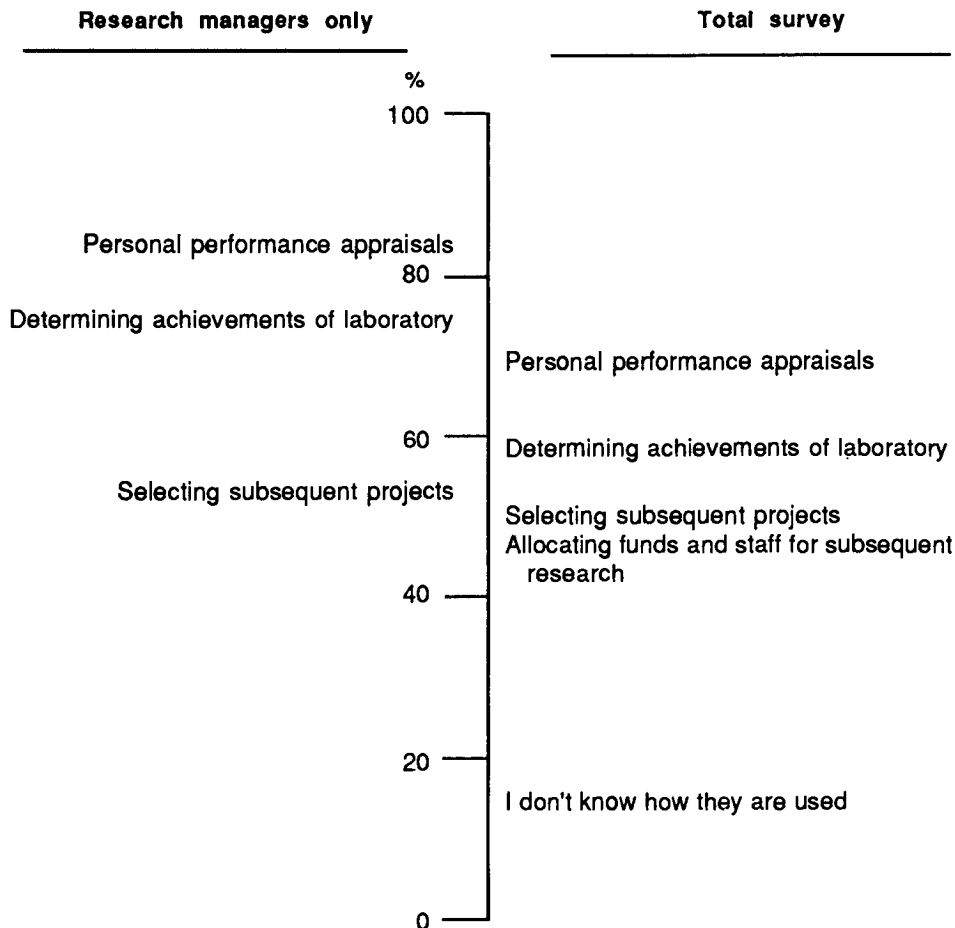 Research managers only
Total survey
%
100
Personal performance appraisals
80
Determining achievements of laboratory
Personal performance appraisals
60
Determining achievements of laboratory
Selecting subsequent projects
Selecting subsequent projects
Allocating funds and staff for subsequent
research
40
20
I don't know how they are used
0